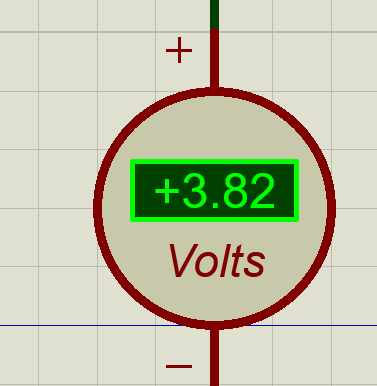 +
+3.82
Volts
−